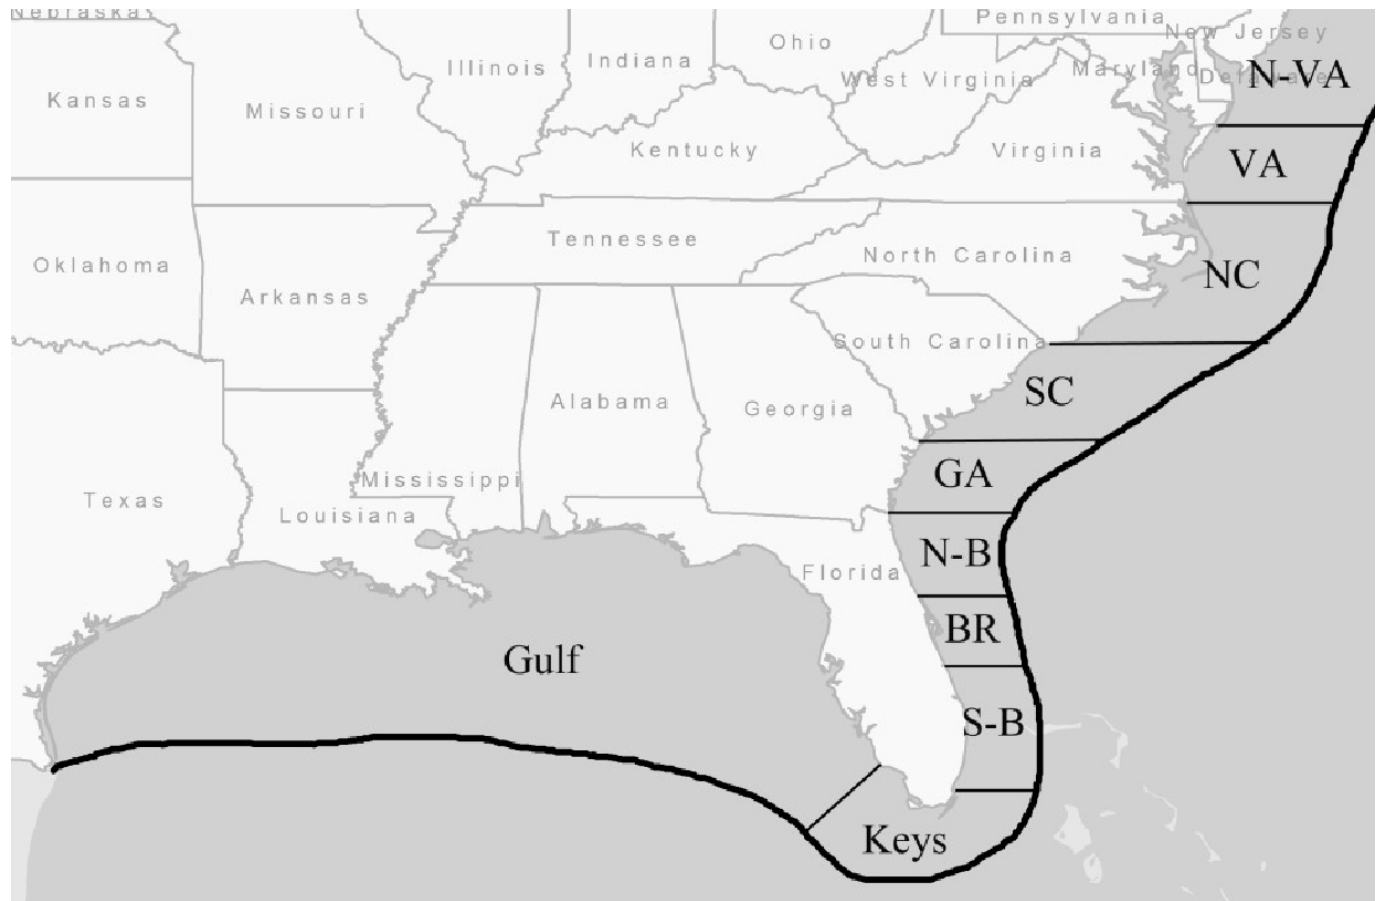 Nebraska
Pennsylvania
New Jersey
Ohio
Indiana
Illinois
West Virginia
Maryland
Delaware
N-VA
Kansas
Missouri
Kentucky
Virginia
VA
Tennessee
North Carolina
Oklahoma
NC
Arkansas
South Carolina
SC
Alabama
Georgia
GA
Mississippi
Texas
Louisiana
N-B
Florida
BR
Gulf
S-B
Keys